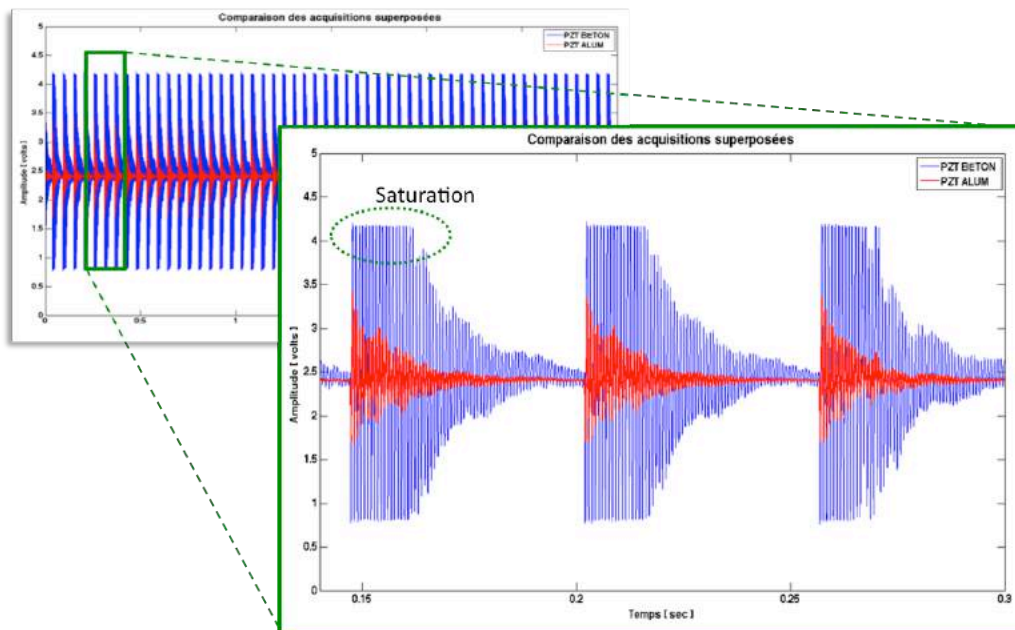 Comparaison des acquisitions superposées
PZT BETON
PZT ALUM
5
4.5
4
3.5
3
2.5
2
1.5
1
0
0
0.5
1
Amplitude [ volts ]
Comparaison des acquisitions superposées
PZT BETON
PZT ALUM
Saturation
5
4.5
4
3.5
3
2.5
2
1.5
1
0.5
0
0.15
0.2
0.25
0.3
Amplitude [ volts ]
Temps [ sec ]